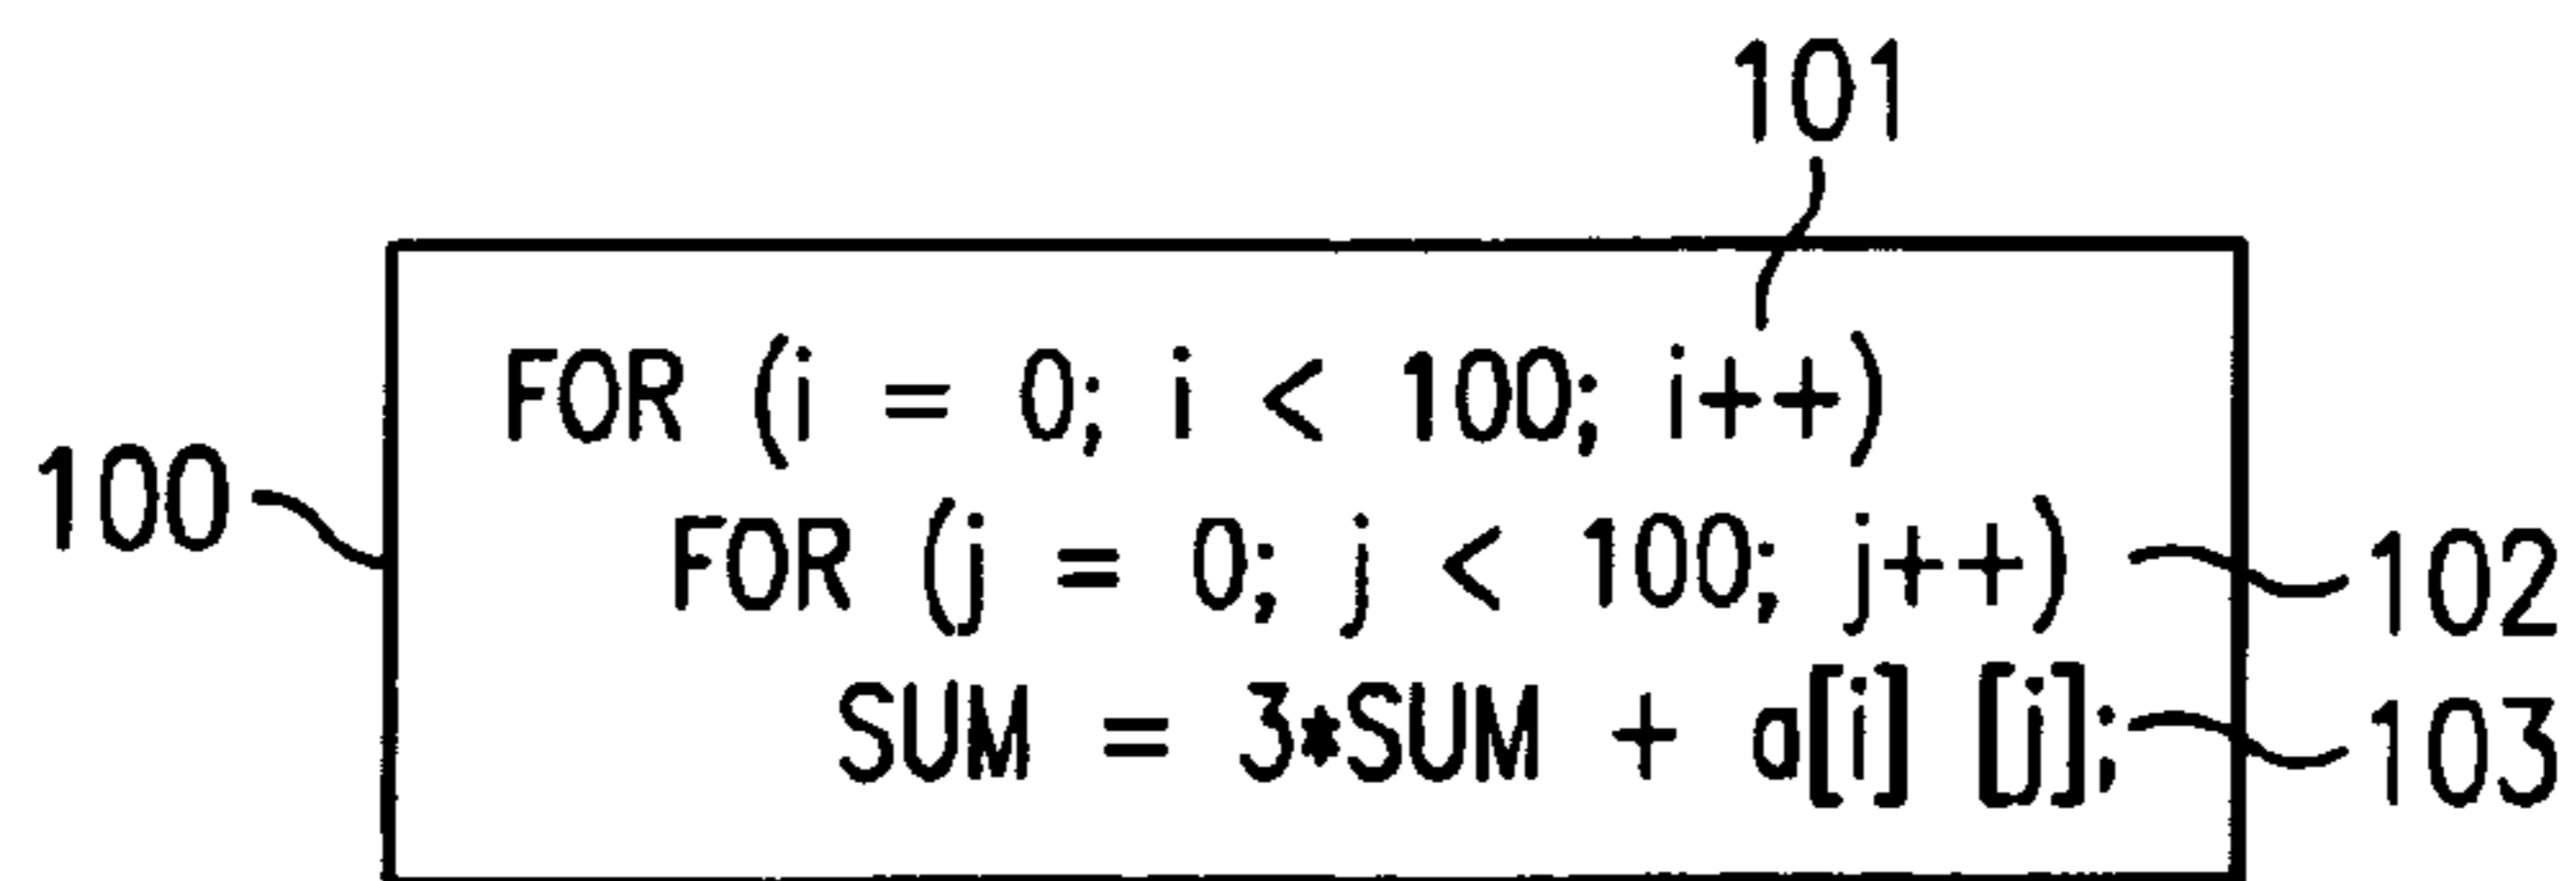 101
FOR (i = 0; i < 100; i++)
100
FOR (j = 0; j < 100; j++)
102
SUM = 3*SUM + a[i] [j];
103